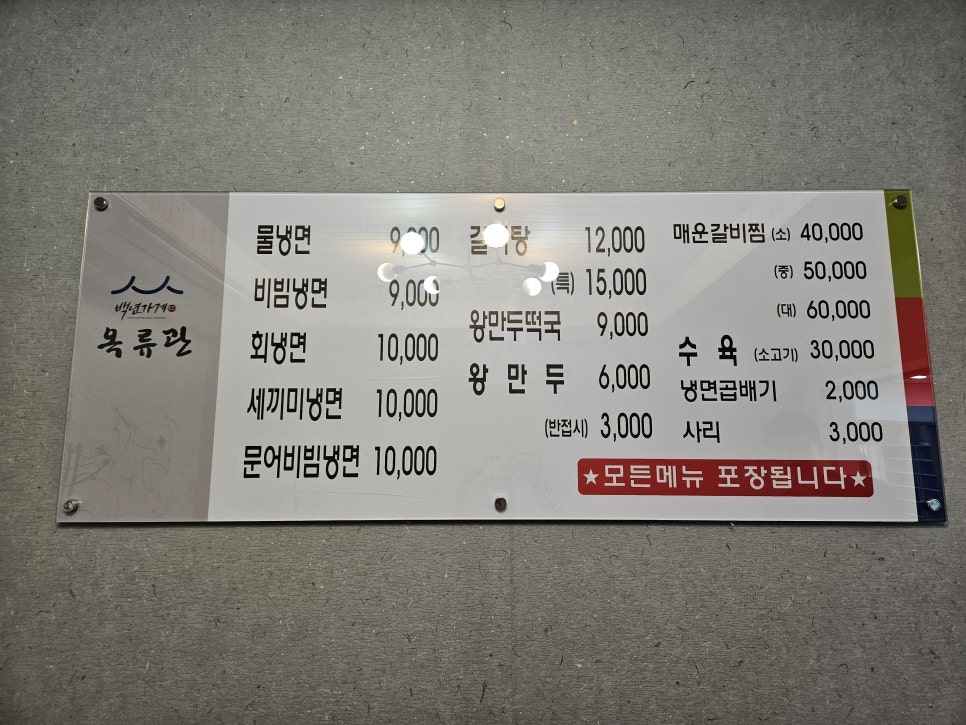 백년가게
옥류관
물냉면 9,000
비빔냉면 9,000
회냉면 10,000
세끼미냉면 10,000
문어비빔냉면 10,000
갈비탕 12,000
(특) 15,000
왕만두떡국 9,000
왕만두 6,000
(반접시) 3,000
매운갈비찜 (소) 40,000
(중) 50,000
(대) 60,000
수육 (소고기) 30,000
냉면곱배기 2,000
사리 3,000
★모든메뉴 포장됩니다★